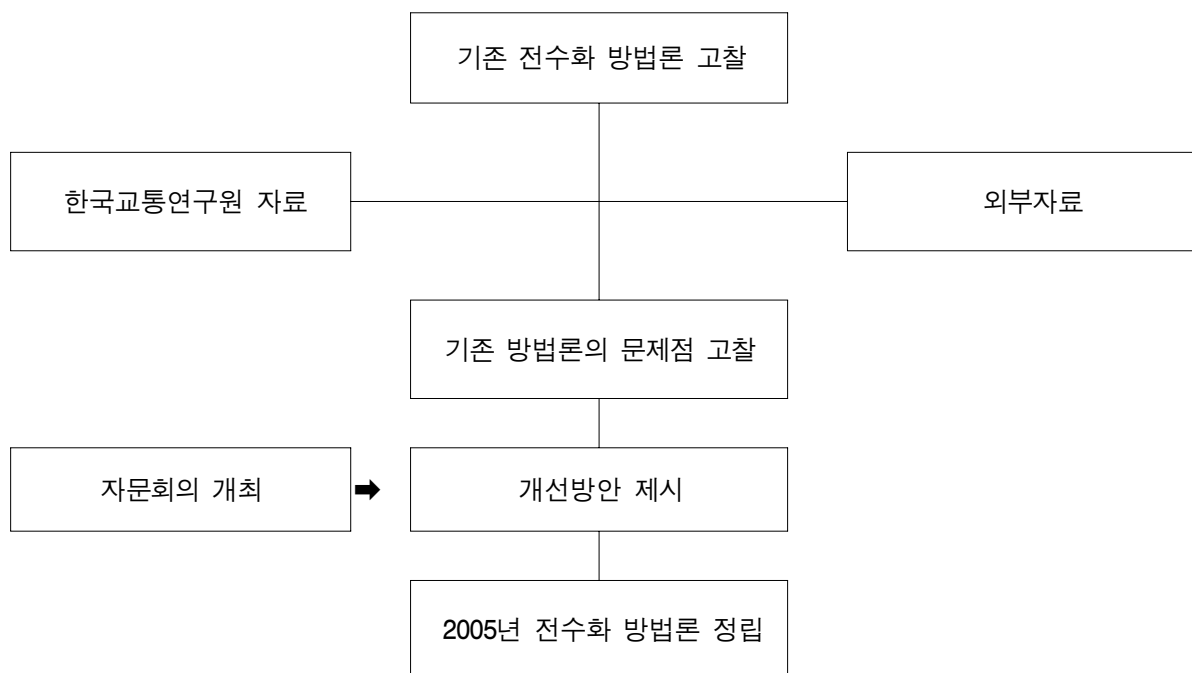 기존 전수화 방법론 고찰
한국교통연구원 자료
외부자료
기존 방법론의 문제점 고찰
자문회의 개최
개선방안 제시
2005년 전수화 방법론 정립